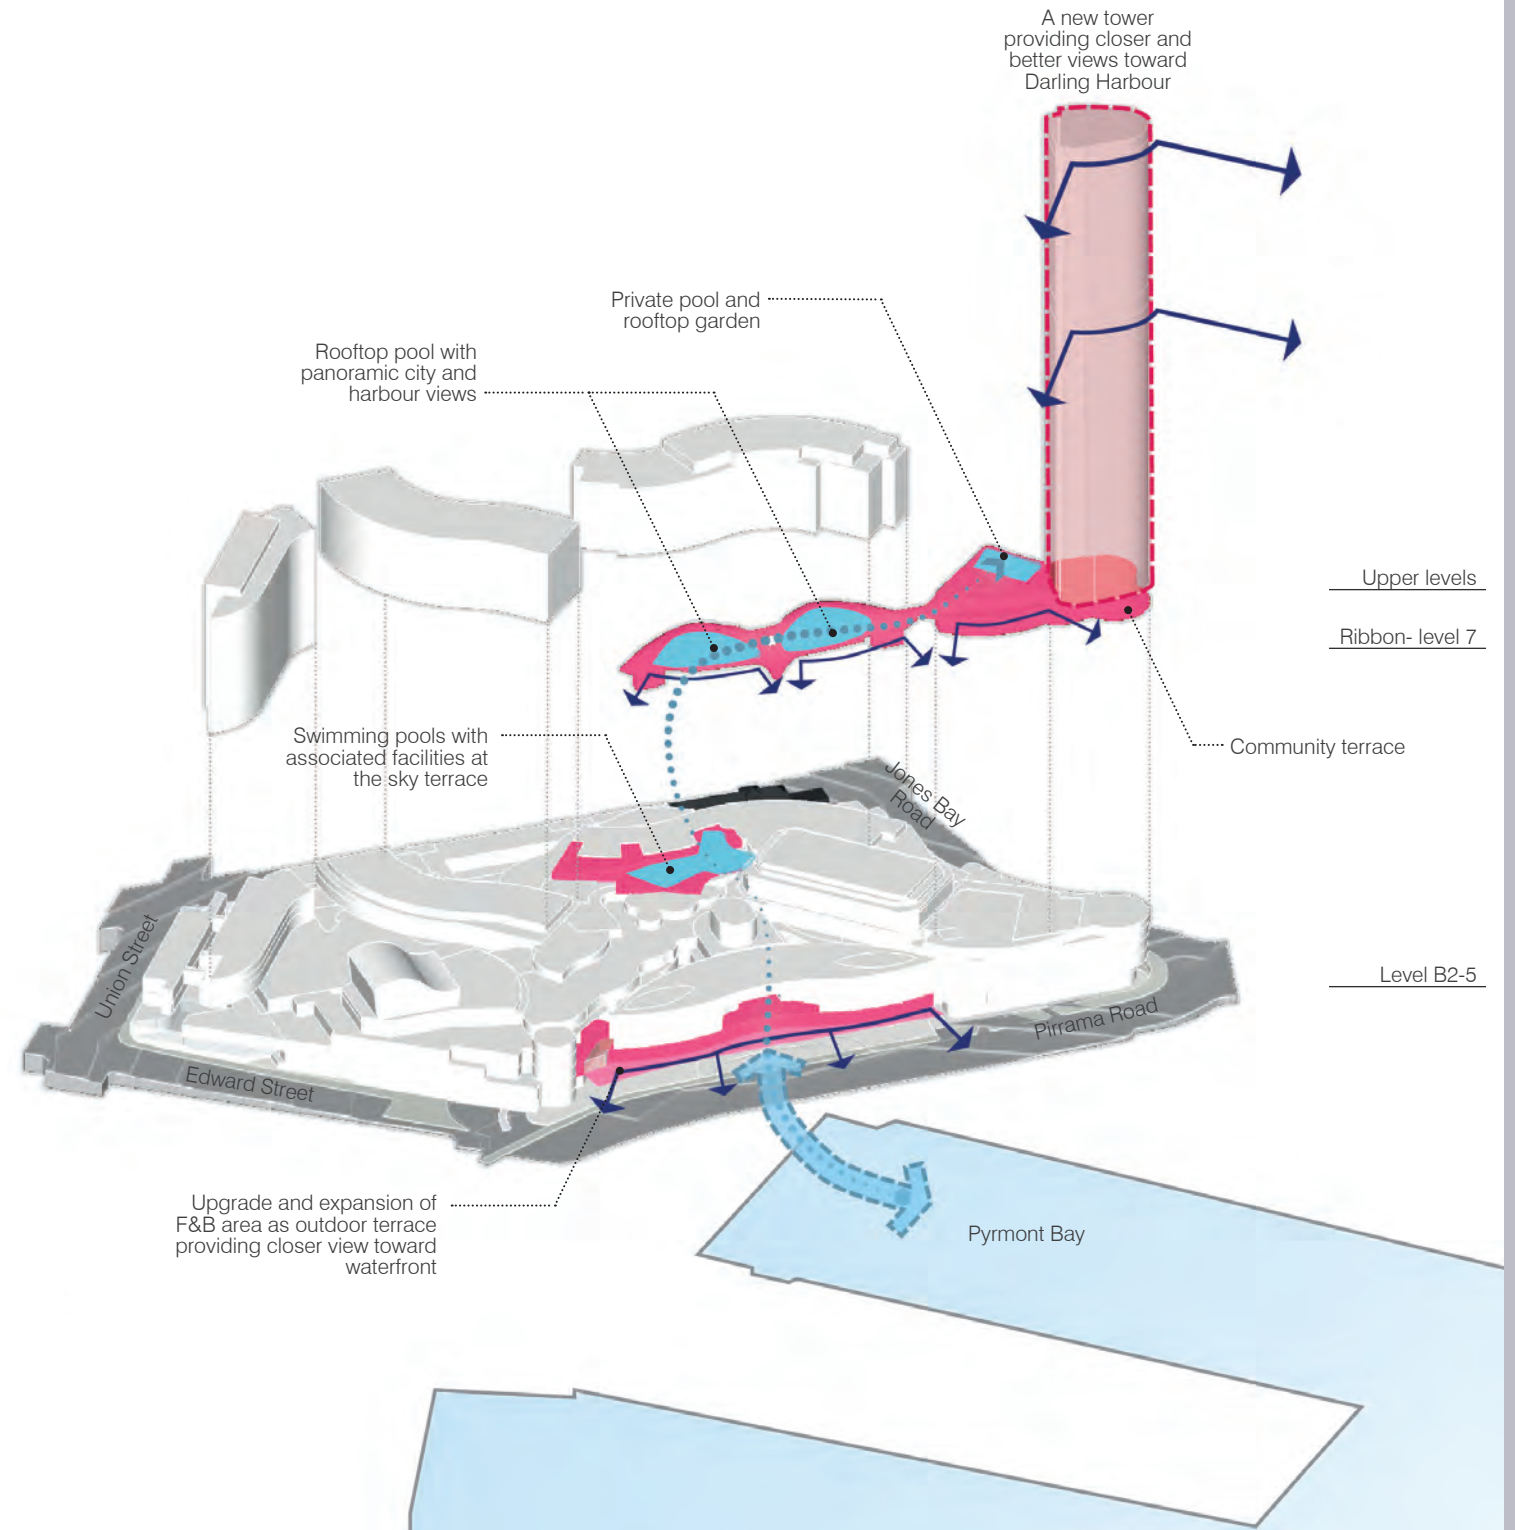 A new tower
providing closer and
better views toward
Darling Harbour
Private pool and
rooftop garden
Rooftop pool with
panoramic city and
harbour views
Upper levels
Ribbon- level 7
Swimming pools with
associated facilities at
the sky terrace
Community terrace
Jones Bay
Road
Union Street
Level B2-5
Pirrama Road
Edward Street
Upgrade and expansion of
F&B area as outdoor terrace
providing closer view toward
waterfront
Pyrmont Bay